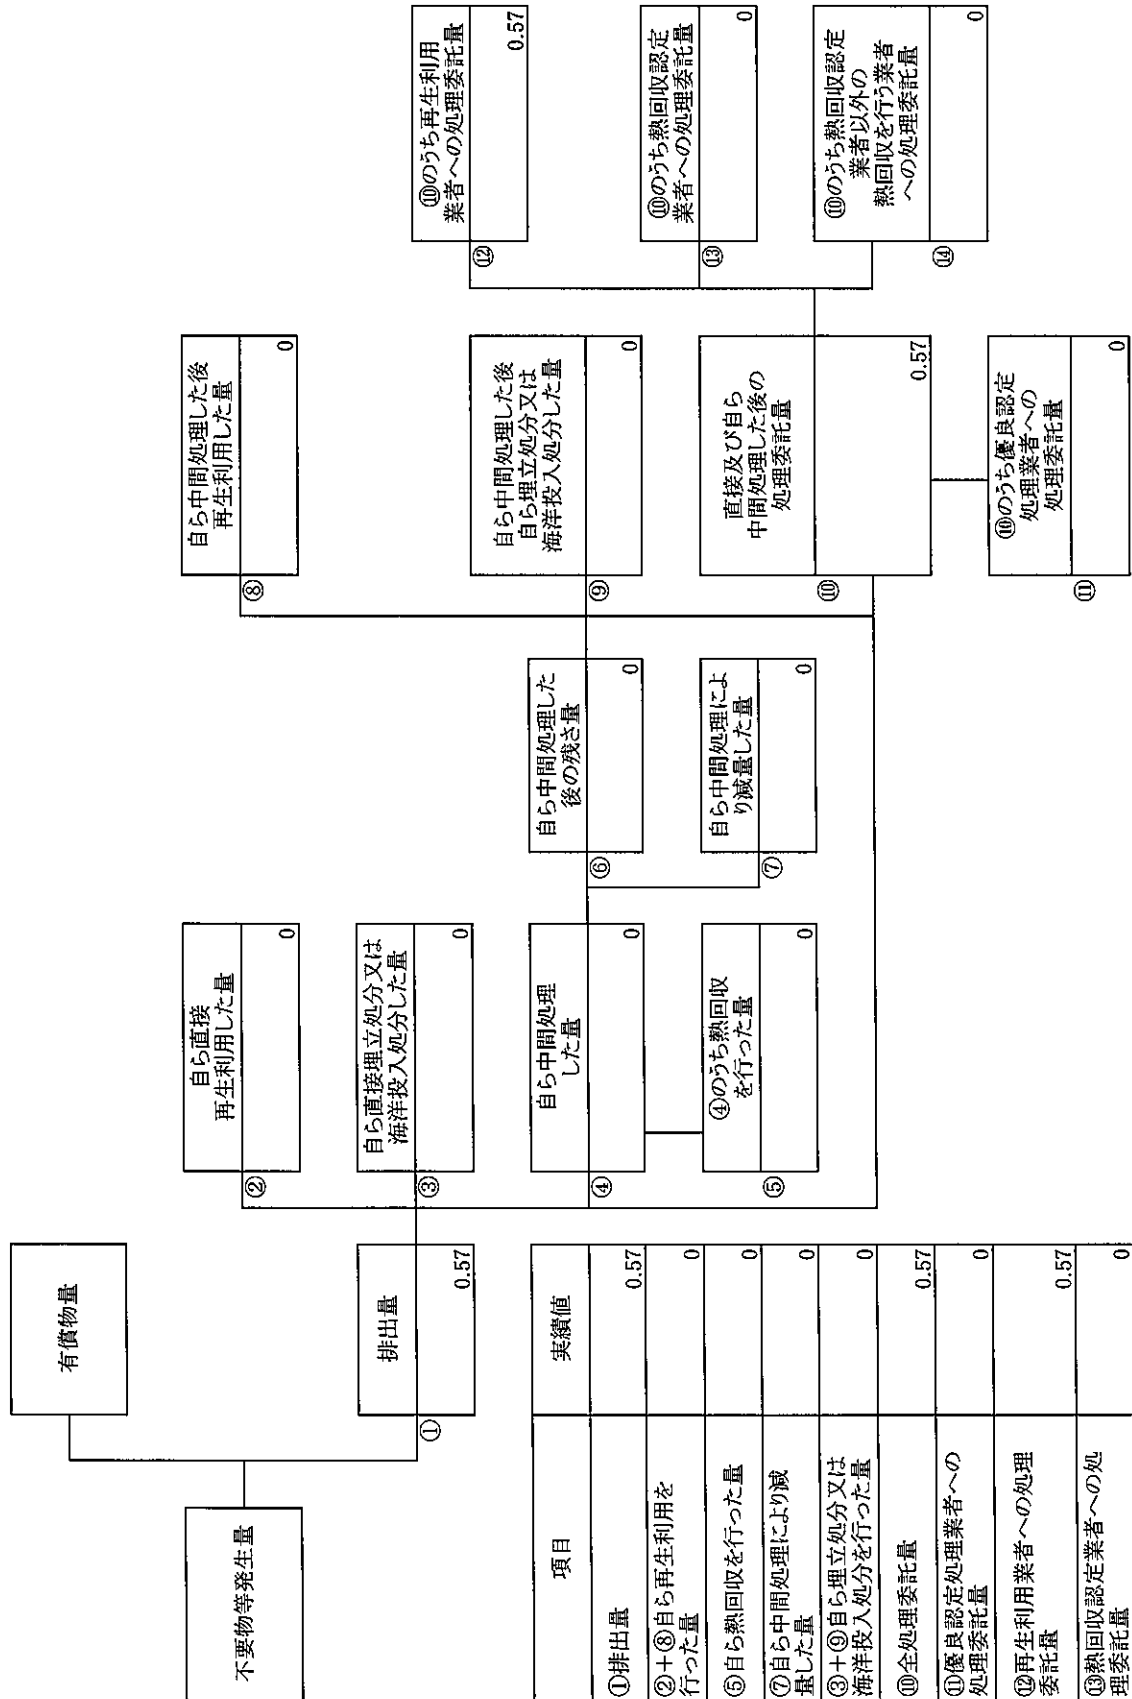 不要物等発生量
有償物量
排出量
①
0.57
自ら直接
再生利用した量
②
0
自ら直接埋立処分又は
海洋投入処分した量
③
0
自ら中間処理
した量
④
0
④のうち熱回収
を行った量
⑤
0
自ら中間処理した
後の残さ量
⑥
0
自ら中間処理によ
り減量した量
⑦
0
自ら中間処理した後
再生利用した量
⑧
0
自ら中間処理した後
自ら埋立処分又は
海洋投入処分した量
⑨
0
直接及び自ら
中間処理した後の
処理委託量
⑩
0.57
⑩のうち優良認定
処理業者への
処理委託量
⑪
0
⑩のうち再生利用
業者への処理委託量
⑫
0.57
⑩のうち熱回収認定
業者への処理委託量
⑬
0
⑩のうち熱回収認定
業者以外の
熱回収を行う業者
への処理委託量
⑭
0
項目 実績値
①排出量 0.57
②+⑧自ら再生利用を
行った量 0
⑤自ら熱回収を行った量 0
⑦自ら中間処理により減
量した量 0
③+⑨自ら埋立処分又は
海洋投入処分を行った量 0
⑩全処理委託量 0.57
⑪優良認定処理業者への
処理委託量 0
⑫再生利用業者への処理
委託量 0.57
⑬熱回収認定業者への処
理委託量 0